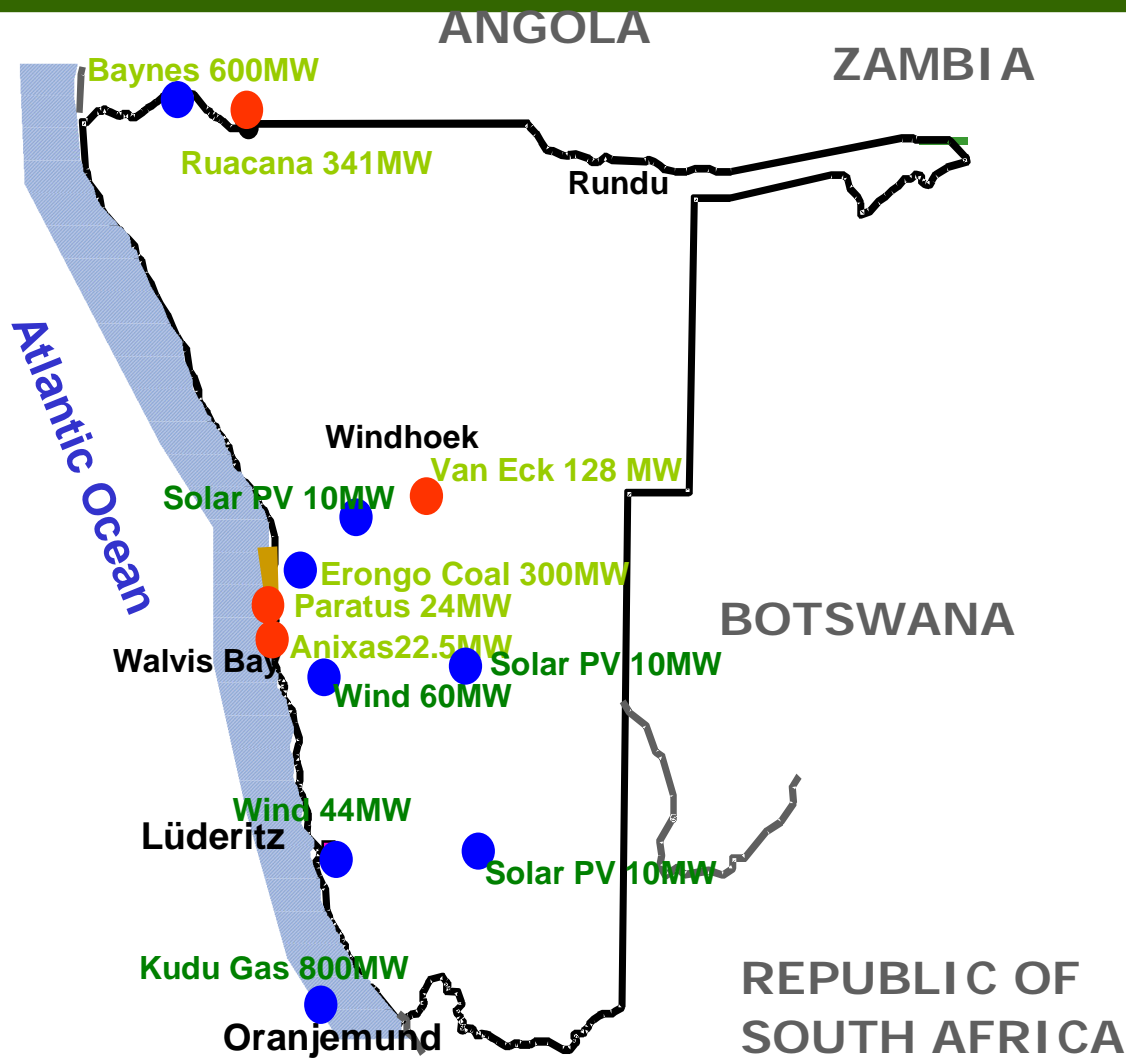 ANGOLA
ZAMBIA
Baynes 600MW
Ruacana 341MW
Rundu
Atlantic Ocean
Windhoek
Van Eck 128 MW
Solar PV 10MW
Erongo Coal 300MW
Paratus 24MW
BOTSWANA
Anixas22.5MW
Walvis Bay
Solar PV 10MW
Wind 60MW
Wind 44MW
Lüderitz
Solar PV 10MW
Kudu Gas 800MW
REPUBLIC OF
SOUTH AFRICA
Oranjemund